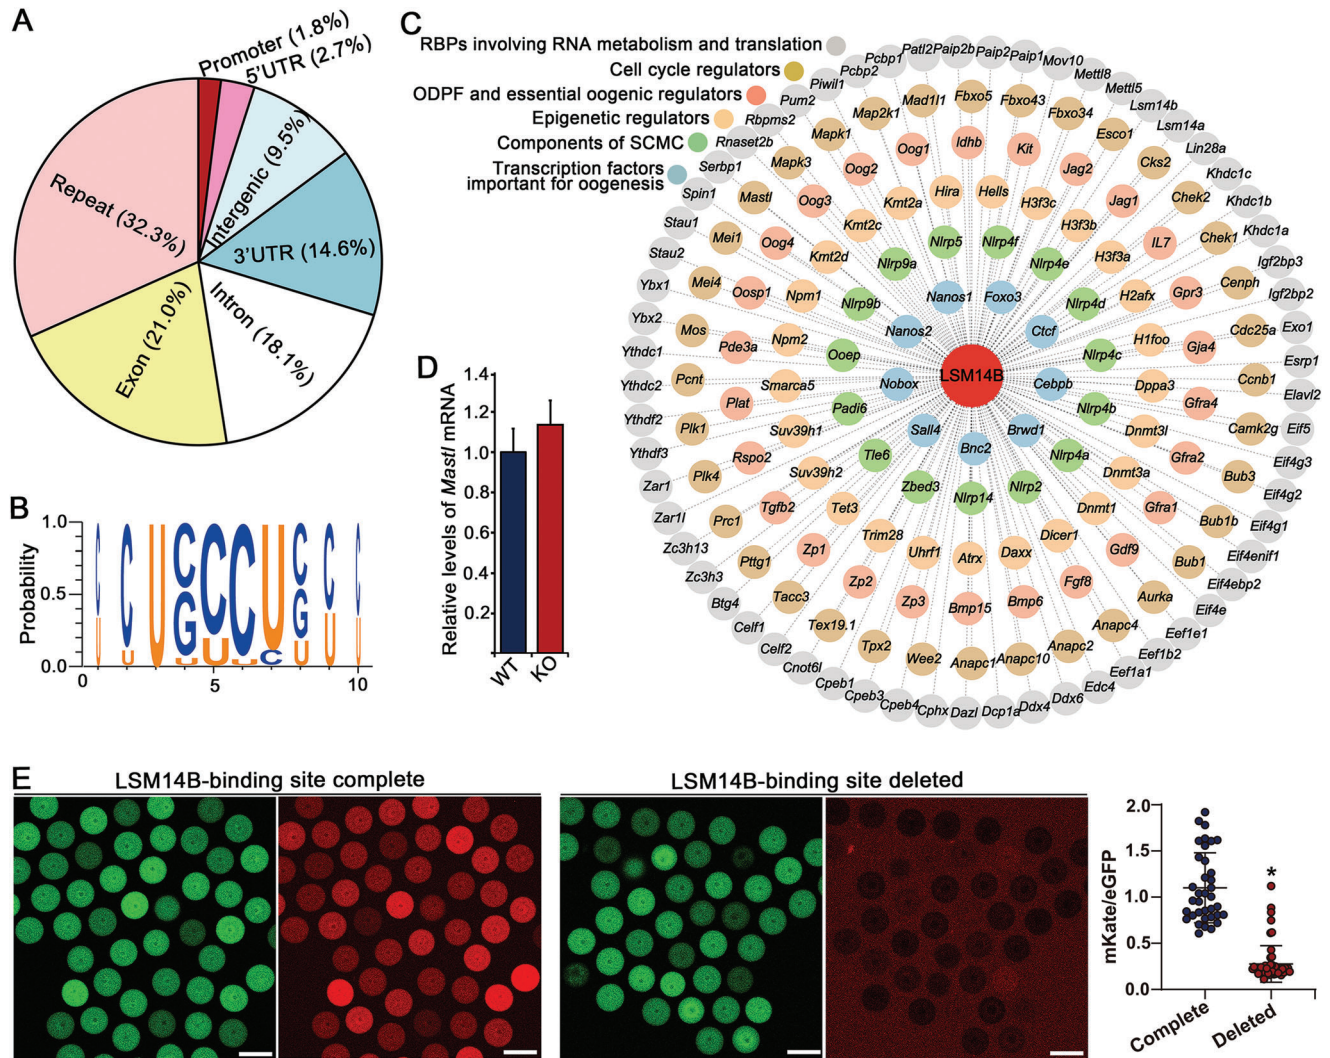 A
Promoter (1.8%)
5'UTR (2.7%)
Intergenic (9.5%)
3'UTR (14.6%)
Intron (18.1%)
Exon (21.0%)
Repeat (32.3%)
B
Probability
1.0
0.5
0.0
0
5
10
C
RBPs involving RNA metabolism and translation
Cell cycle regulators
ODPF and essential oogenic regulators
Epigenetic regulators
Components of SCMC
Transcription factors
important for oogenesis
LSM14B
Nanos1
Foxo3
Ctcf
Cebpb
Brwd1
Bnc2
Sall4
Nobox
Nanos2
Nlrp5
Nlrp4f
Nlrp4e
Nlrp4d
Nlrp4c
Nlrp4b
Nlrp4a
Nlrp2
Nlrp14
Zbed3
Tle6
Padi6
Ooep
Nlrp9b
Nlrp9a
Hira
Hells
H3f3c
H3f3b
H3f3a
H2afx
H1foo
Dppa3
Dnmt3l
Dnmt3a
Dnmt1
Dicer1
Daxx
Atrx
Uhrf1
Trim28
Tet3
Suv39h2
Suv39h1
Smarca5
Npm2
Npm1
Kmt2d
Kmt2c
Kmt2a
Oog1
Idhb
Kit
Jag2
Jag1
IL7
Gpr3
Gja4
Gfra4
Gfra2
Gfra1
Gdf9
Fgf8
Bmp6
Bmp15
Zp3
Zp2
Zp1
Tgfb2
Rspo2
Plat
Pde3a
Oosp1
Oog4
Oog3
Oog2
Mad1l1
Fbxo5
Fbxo43
Fbxo34
Esco1
Cks2
Chek2
Chek1
Cenph
Cdc25a
Ccnb1
Camk2g
Bub3
Bub1b
Bub1
Aurka
Anapc4
Anapc2
Anapc10
Anapc1
Wee2
Tpx2
Tex19.1
Tacc3
Pttg1
Prc1
Plk4
Plk1
Pcnt
Mos
Mei4
Mei1
Mastl
Mapk3
Mapk1
Map2k1
Patl2
Paip2b
Paip2
Paip1
Mov10
Mettl8
Mettl5
Lsm14b
Lsm14a
Lin28a
Khdc1c
Khdc1b
Khdc1a
Igf2bp3
Igf2bp2
Exo1
Esrp1
Elavl2
Eif5
Eif4g3
Eif4g2
Eif4g1
Eif4enif1
Eif4ebp2
Eif4e
Eef1e1
Eef1b2
Eef1a1
Edc4
Ddx6
Ddx4
Dcp1a
Dazl
Cphx
Cpeb4
Cpeb3
Cpeb1
Cnot6l
Celf2
Celf1
Btg4
Zc3h3
Zc3h13
Zar1l
Zar1
Ythdf3
Ythdf2
Ythdc2
Ythdc1
Ybx2
Ybx1
Stau2
Stau1
Spin1
Serbp1
Rnaset2b
Rbpms2
Pum2
Piwil1
Pcbp2
Pcbp1
D
Relative levels of Mastl mRNA
1.4
1.2
1.0
0.8
0.6
0.4
0.2
WT
KO
E
LSM14B-binding site complete
LSM14B-binding site deleted
mKate/eGFP
2.0
1.5
1.0
0.5
0.0
*
Complete
Deleted